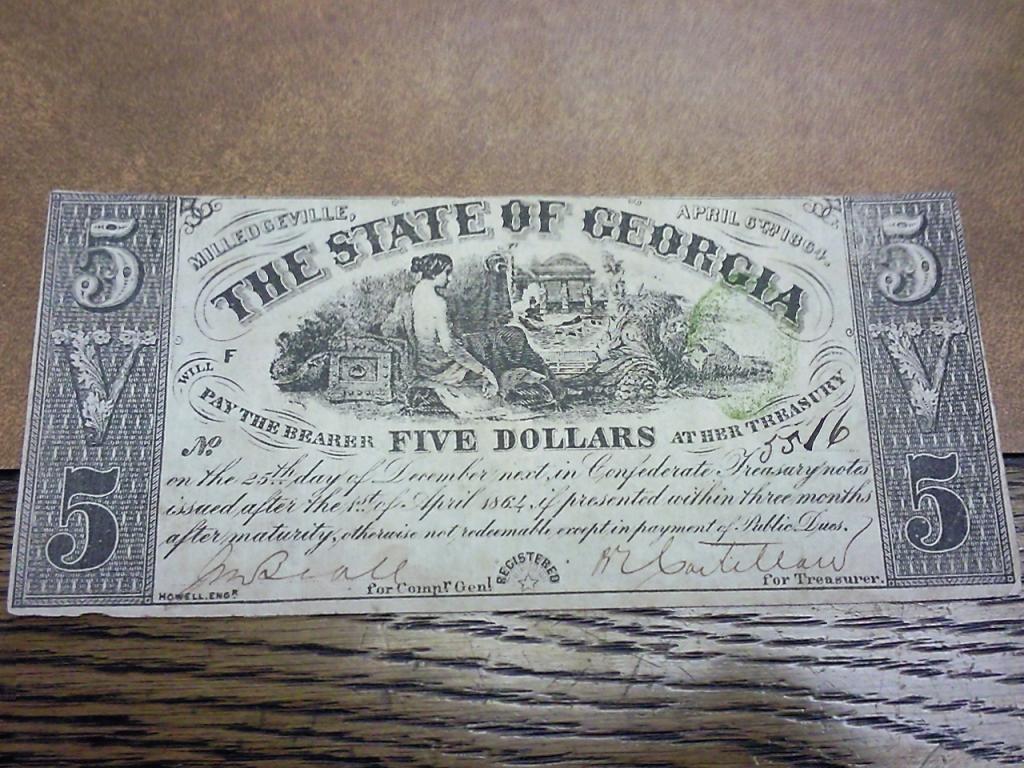 5 5
MILLEDGEVILLE, APRIL 6TH 1864.
THE STATE OF GEORGIA
V V
F
WILL PAY THE BEARER FIVE DOLLARS AT HER TREASURY
No. 5516
on the 25th day of December next, in Confederate Treasury notes
issued after the 1st of April 1864, if presented within three months
after maturity, otherwise not redeemable except in payment of Public Dues.
5 5
REGISTERED
for Compr. Genl for Treasurer.
HOWELL. ENGR.